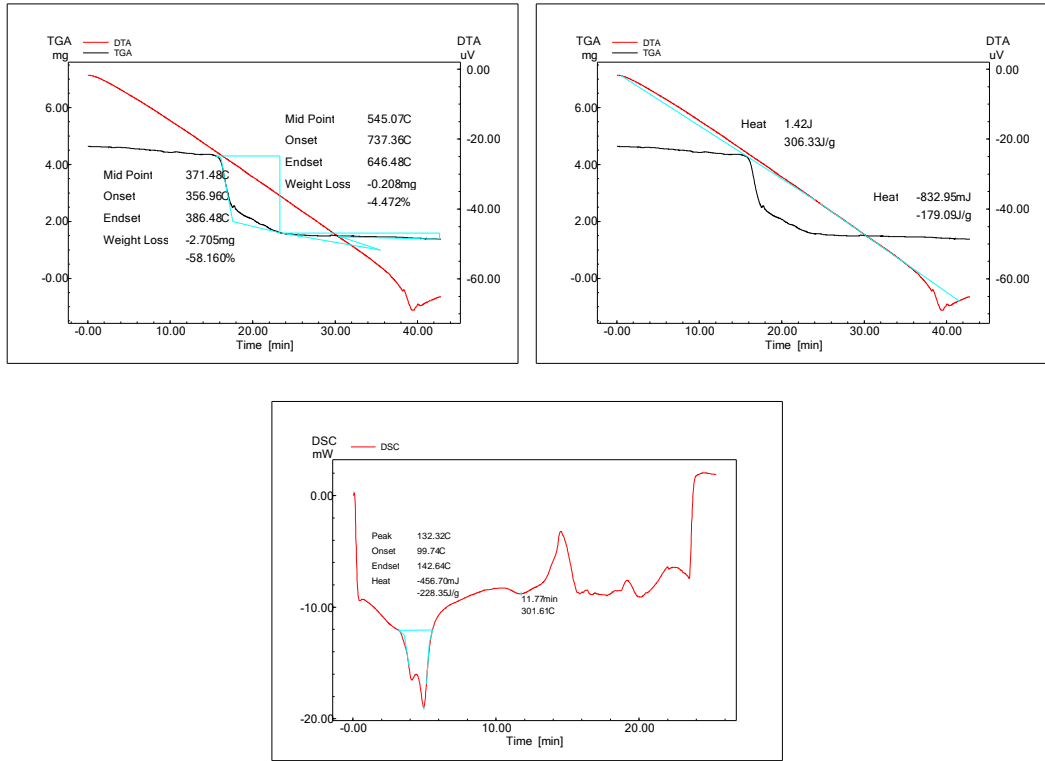 TGA
mg
DTA
TGA
DTA
uV
6.00
4.00
2.00
-0.00
0.00
-20.00
-40.00
-60.00
Mid Point 545.07C
Onset 737.36C
Endset 646.48C
Weight Loss -0.208mg
-4.472%
Mid Point 371.48C
Onset 356.96C
Endset 386.48C
Weight Loss -2.705mg
-58.160%
-0.00 10.00 20.00 30.00 40.00
Time [min]
TGA
mg
DTA
TGA
DTA
uV
6.00
4.00
2.00
-0.00
0.00
-20.00
-40.00
-60.00
Heat 1.42J
306.33J/g
Heat -832.95mJ
-179.09J/g
-0.00 10.00 20.00 30.00 40.00
Time [min]
DSC
mW
DSC
0.00
-10.00
-20.00
Peak 132.32C
Onset 99.74C
Endset 142.64C
Heat -456.70mJ
-228.35J/g
11.77min
301.61C
-0.00 10.00 20.00
Time [min]